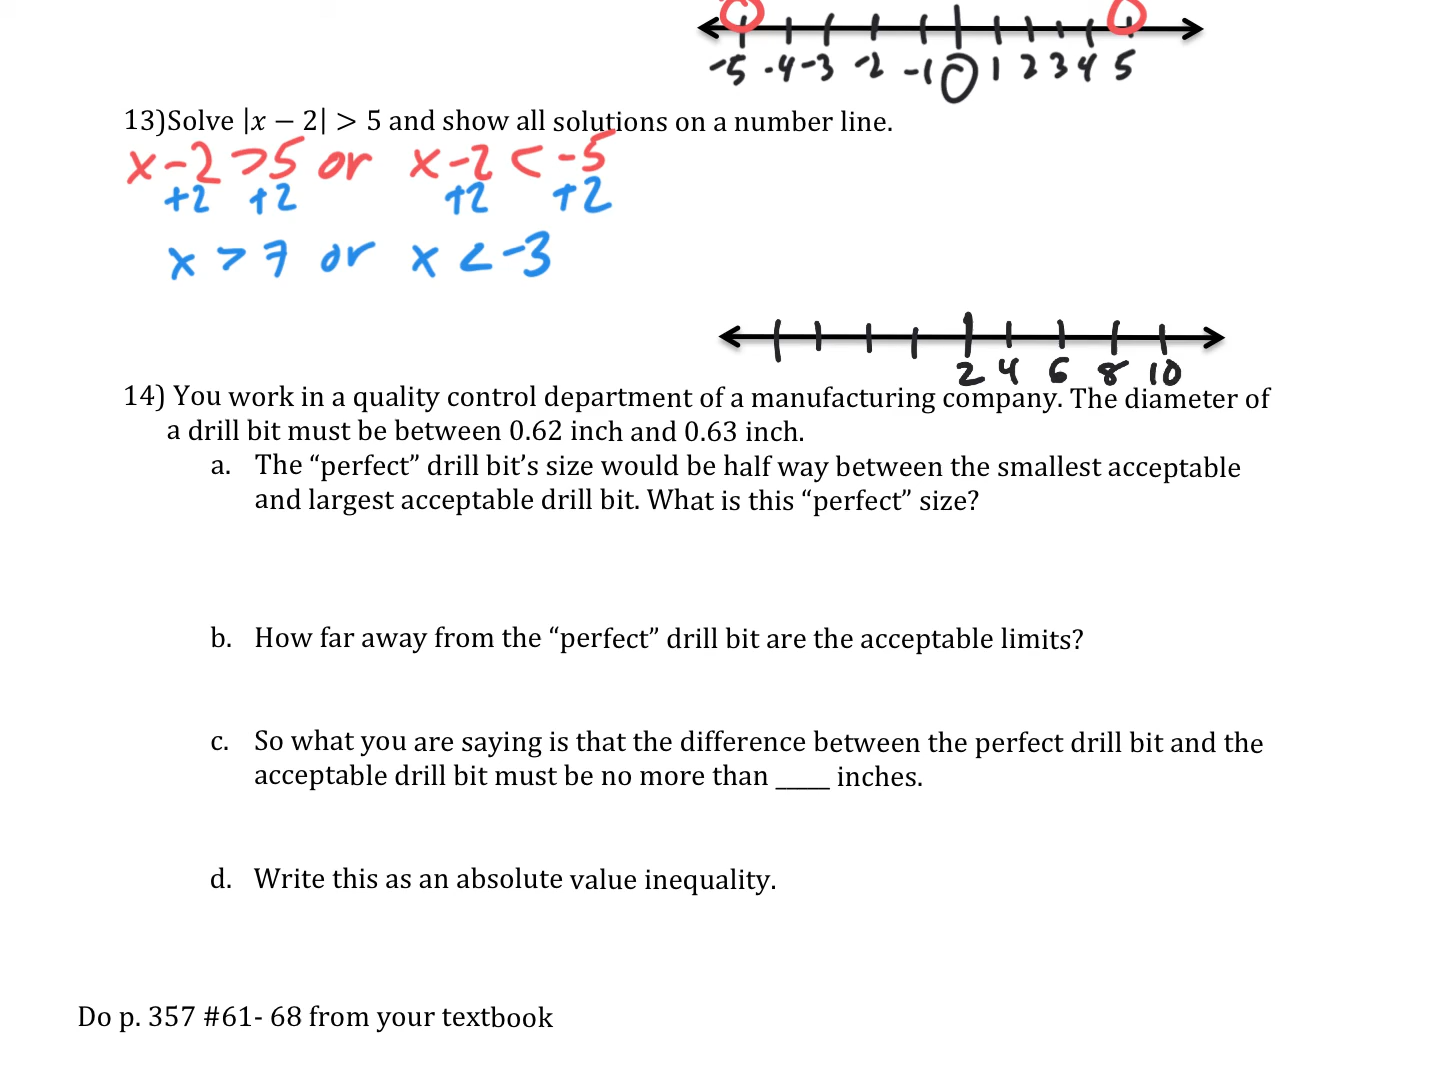 -5 -4 -3 -2 -1 0 1 2 3 4 5
13)Solve |x − 2| > 5 and show all solutions on a number line.
x-2 >5 or x-2 < -5
+2 +2 +2 +2
x > 7 or x < -3
2 4 6 8 10
14) You work in a quality control department of a manufacturing company. The diameter of
a drill bit must be between 0.62 inch and 0.63 inch.
a. The “perfect” drill bit’s size would be half way between the smallest acceptable
and largest acceptable drill bit. What is this “perfect” size?
b. How far away from the “perfect” drill bit are the acceptable limits?
c. So what you are saying is that the difference between the perfect drill bit and the
acceptable drill bit must be no more than _____ inches.
d. Write this as an absolute value inequality.
Do p. 357 #61- 68 from your textbook